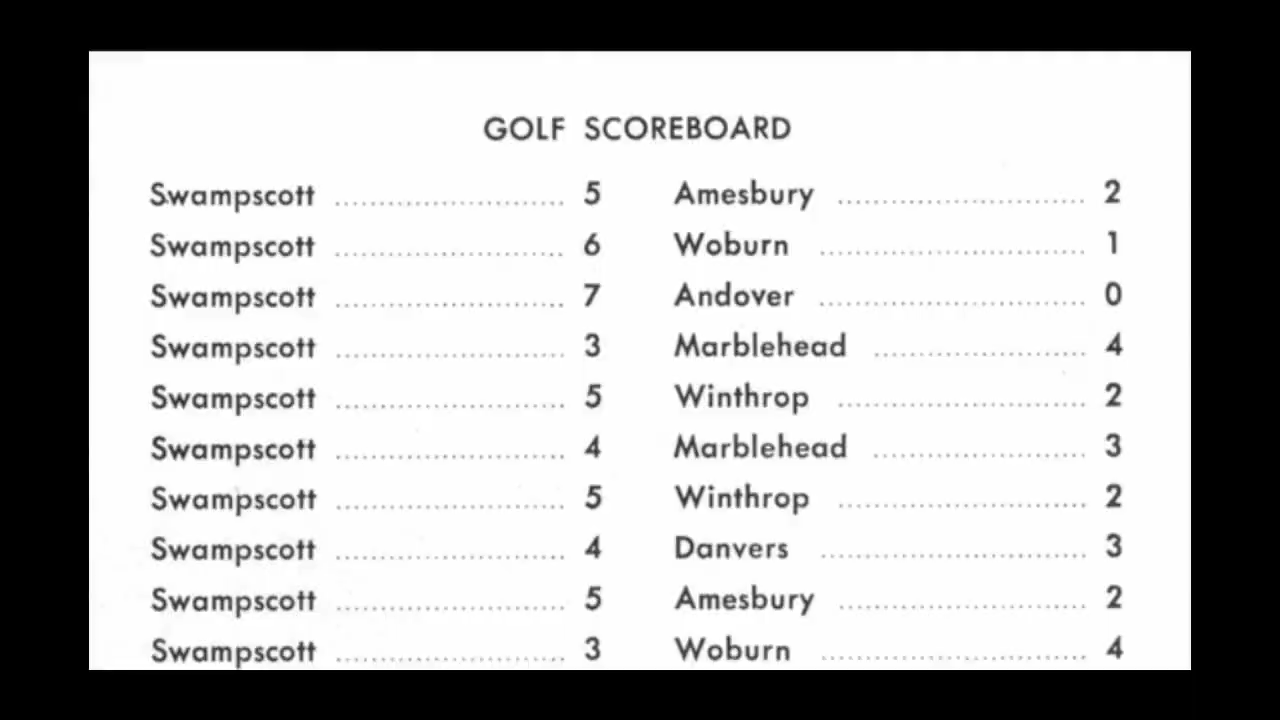 GOLF SCOREBOARD
Swampscott ........................ 5 Amesbury .......................... 2
Swampscott ........................ 6 Woburn ............................ 1
Swampscott ........................ 7 Andover ............................ 0
Swampscott ........................ 3 Marblehead ...................... 4
Swampscott ........................ 5 Winthrop .......................... 2
Swampscott ........................ 4 Marblehead ...................... 3
Swampscott ........................ 5 Winthrop .......................... 2
Swampscott ........................ 4 Danvers ............................ 3
Swampscott ........................ 5 Amesbury .......................... 2
Swampscott ........................ 3 Woburn ............................ 4